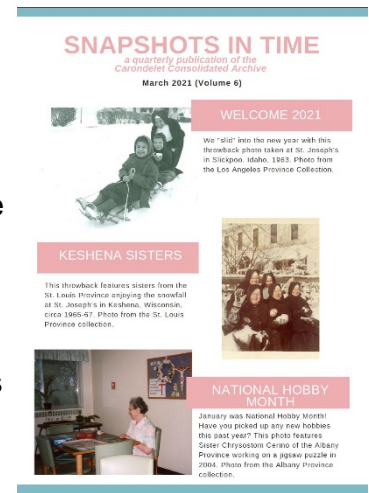 SNAPSHOTS IN TIME
a quarterly publication of the
Carondelet Consolidated Archive
March 2021 (Volume 6)
WELCOME 2021
We "slid" into the new year with this
throwback photo taken at St. Joseph's
in Slickpoo, Idaho, 1963. Photo from
the Los Angeles Province Collection.
KESHENA SISTERS
This throwback features sisters from the
St. Louis Province enjoying the snowfall
at St. Joseph's in Keshena, Wisconsin,
circa 1965-67. Photo from the St. Louis
Province collection.
NATIONAL HOBBY
MONTH
January was National Hobby Month!
Have you picked up any new hobbies
this past year? This photo features
Sister Chrysostom Cerino of the Albany
Province working on a jigsaw puzzle in
2004. Photo from the Albany Province
collection.